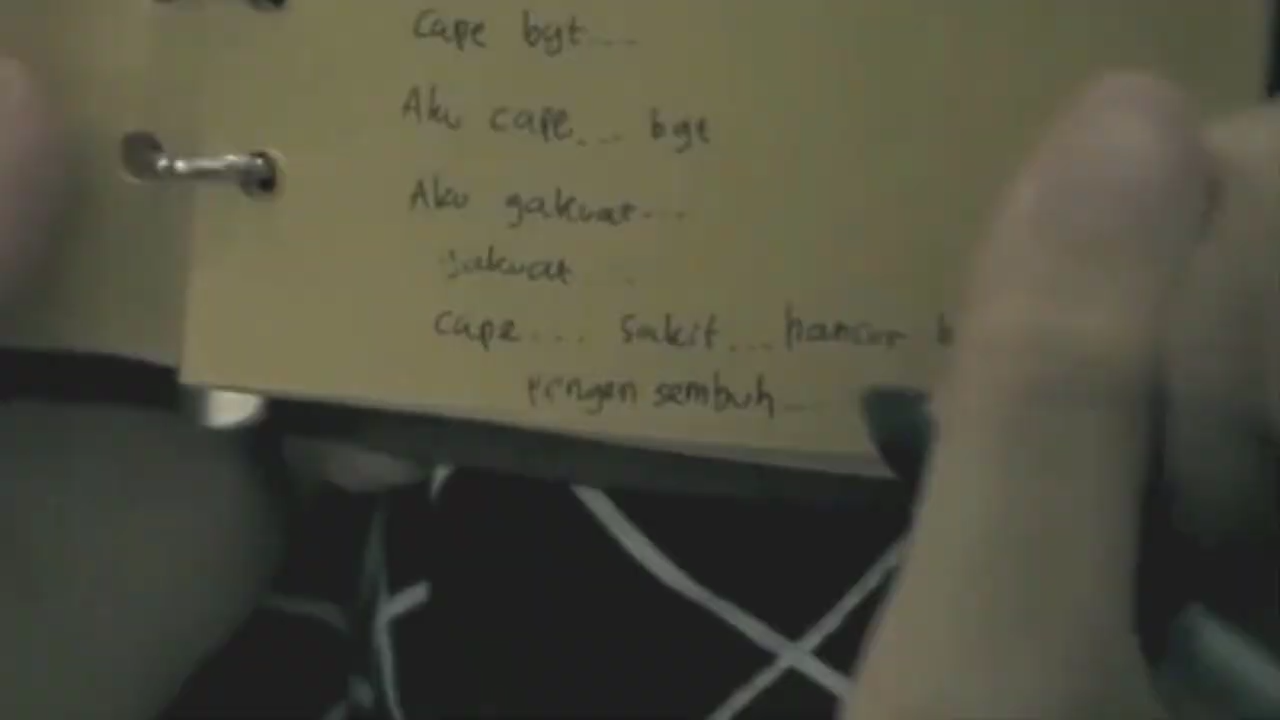 Cape bgt...
Aku cape... bgt
Aku gakuat...
gakuat...
cape... sakit... hancur
pengen sembuh...